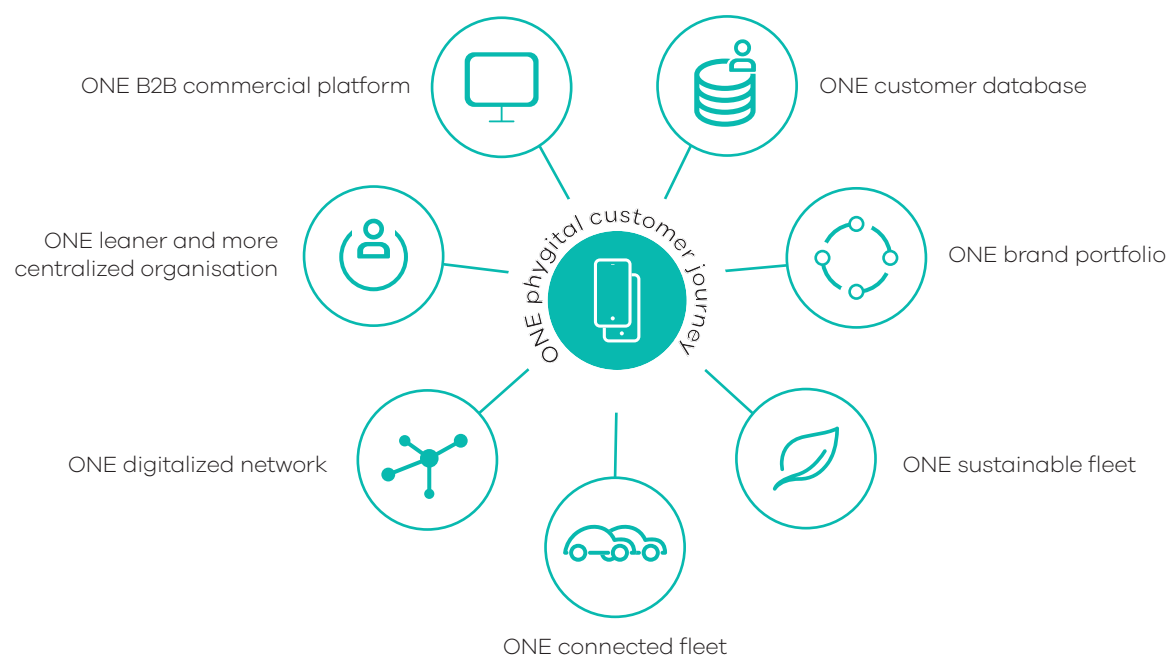 ONE B2B commercial platform
ONE customer database
ONE leaner and more
centralized organisation
ONE phygital customer journey
ONE brand portfolio
ONE digitalized network
ONE sustainable fleet
ONE connected fleet